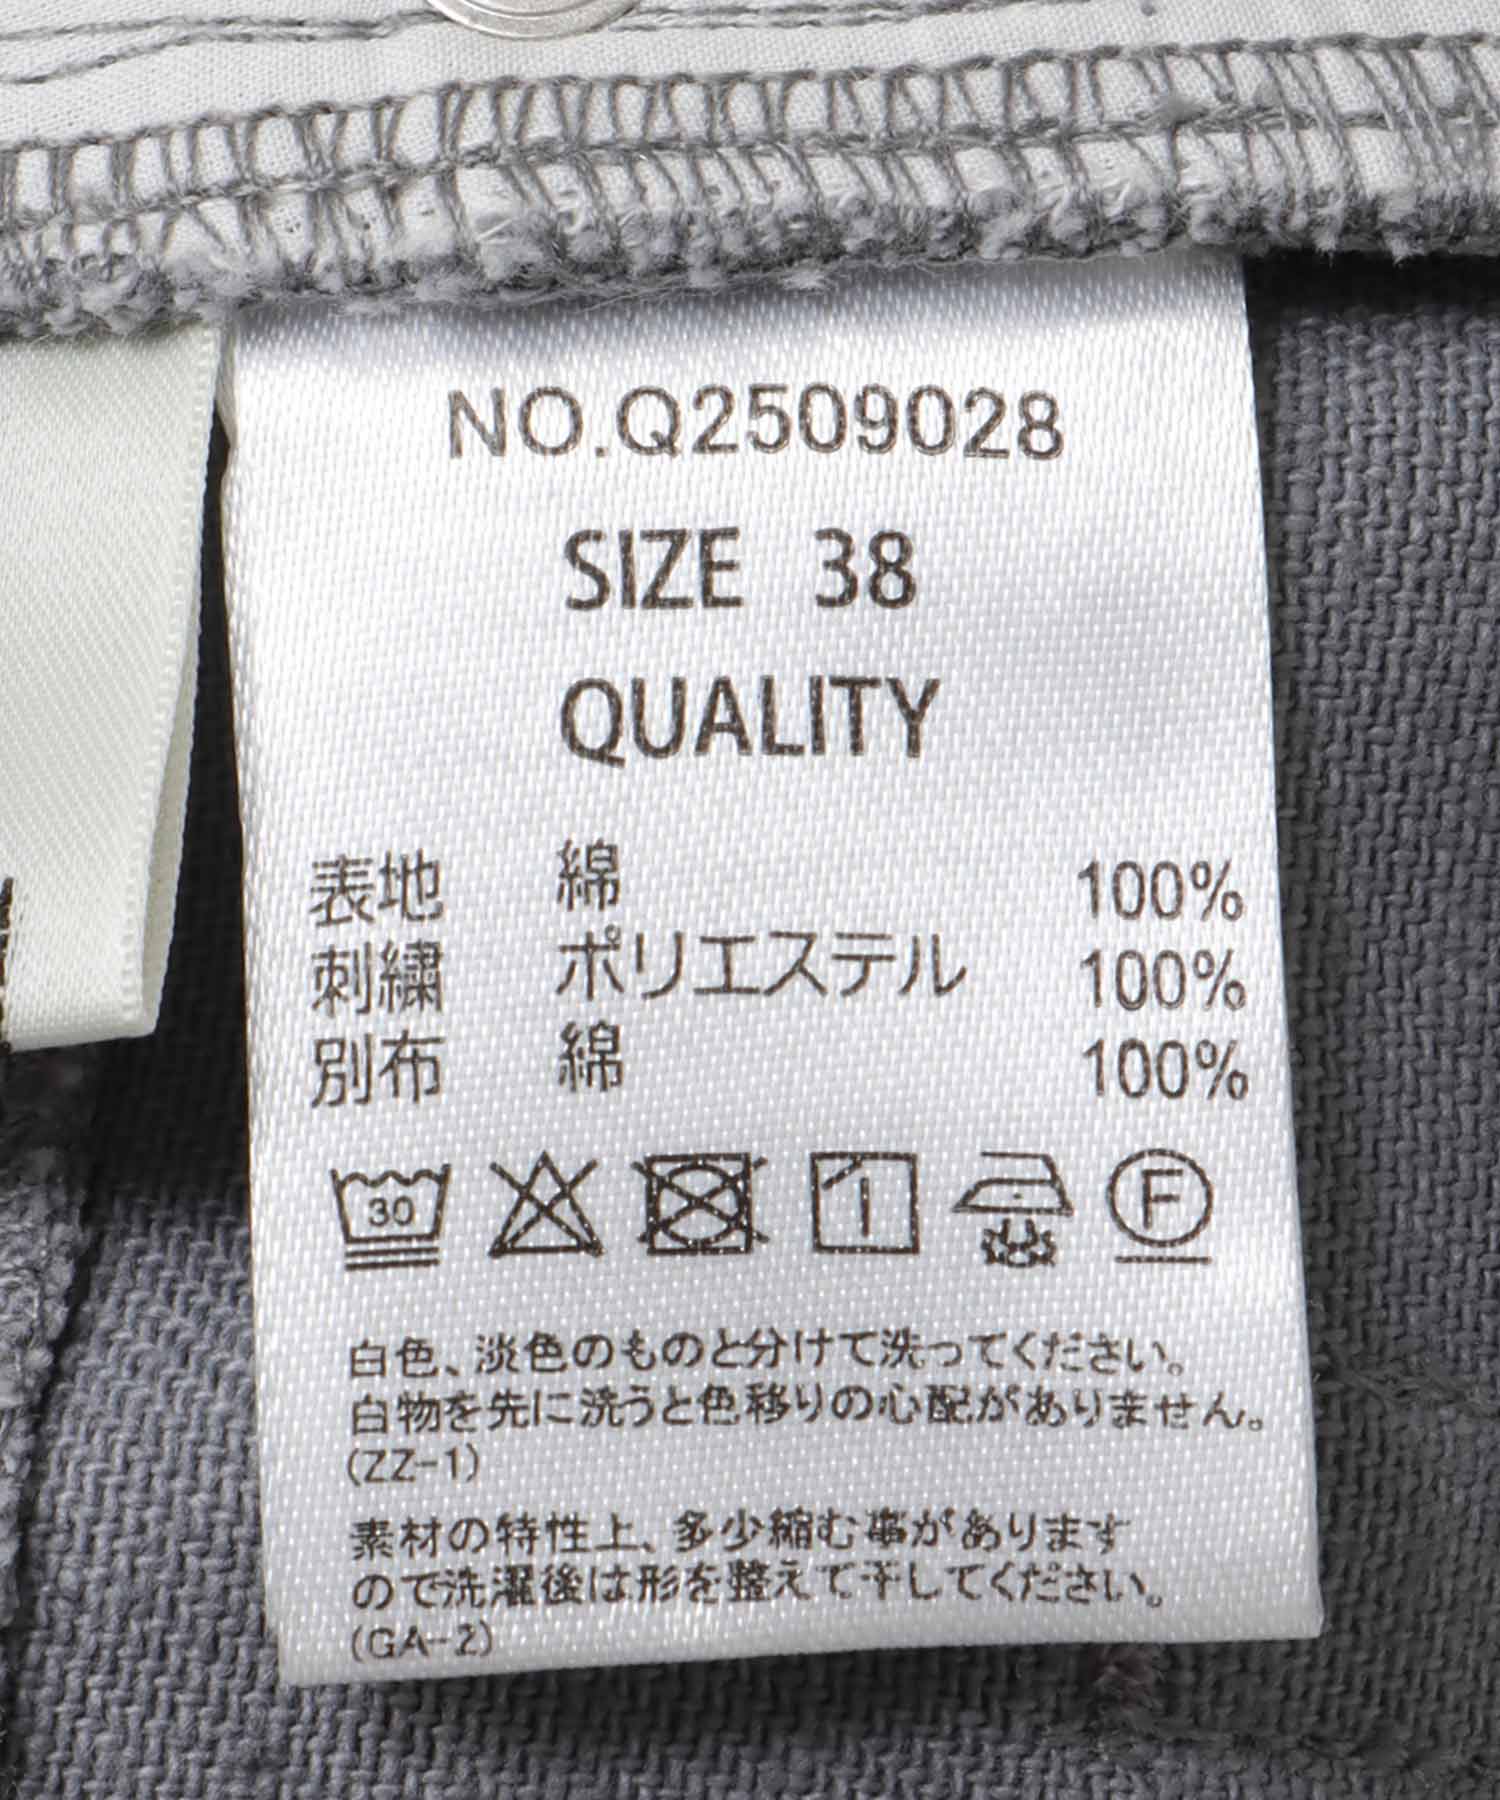 NO.Q2509028
SIZE 38
QUALITY
表地 綿 100%
刺繍 ポリエステル 100%
別布 綿 100%
30 F
白色、淡色のものと分けて洗ってください。
白物を先に洗うと色移りの心配がありません。
(ZZ-1)
素材の特性上、多少縮む事があります
ので洗濯後は形を整えて干してください。
(GA-2)